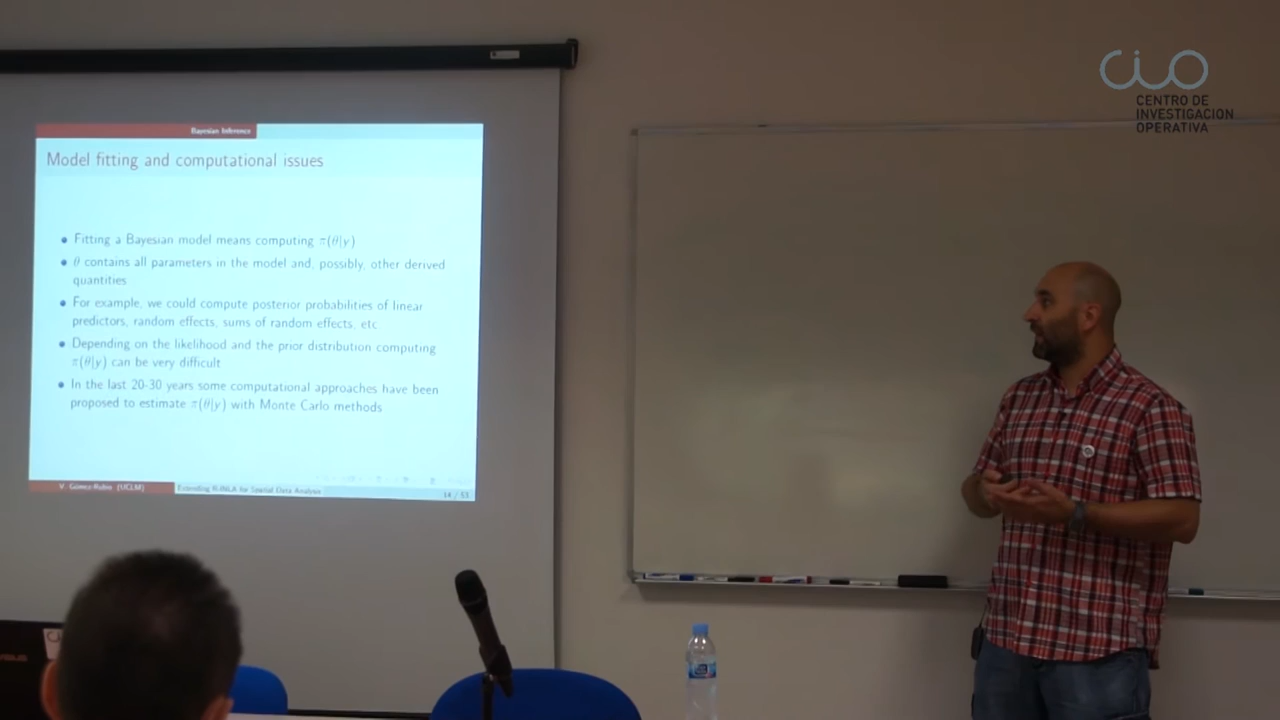 CIO
CENTRO DE
INVESTIGACION
OPERATIVA
Bayesian Inference
Model fitting and computational issues
• Fitting a Bayesian model means computing π(θ|y)
• θ contains all parameters in the model and, possibly, other derived
quantities
• For example, we could compute posterior probabilities of linear
predictors, random effects, sums of random effects, etc.
• Depending on the likelihood and the prior distribution computing
π(θ|y) can be very difficult
• In the last 20-30 years some computational approaches have been
proposed to estimate π(θ|y) with Monte Carlo methods
V. Gómez-Rubio (UCLM)
Extending R-INLA for Spatial Data Analysis
14 / 53